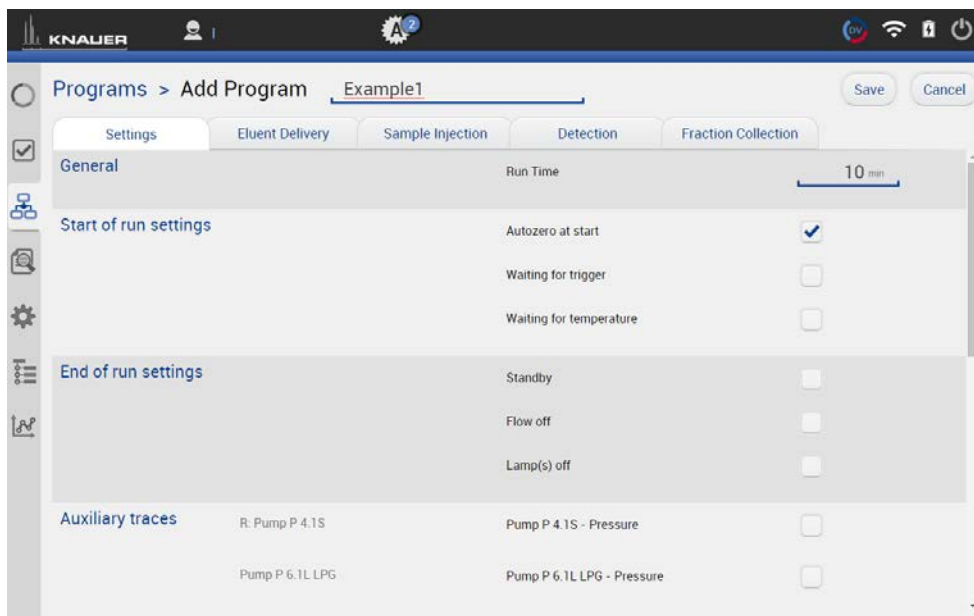 KNAUER
2
OV
Programs > Add Program Example1
Save Cancel
Settings Eluent Delivery Sample Injection Detection Fraction Collection
General Run Time 10 min
Start of run settings Autozero at start
Waiting for trigger
Waiting for temperature
End of run settings Standby
Flow off
Lamp(s) off
Auxiliary traces R: Pump P 4.1S Pump P 4.1S - Pressure
Pump P 6.1L LPG Pump P 6.1L LPG - Pressure